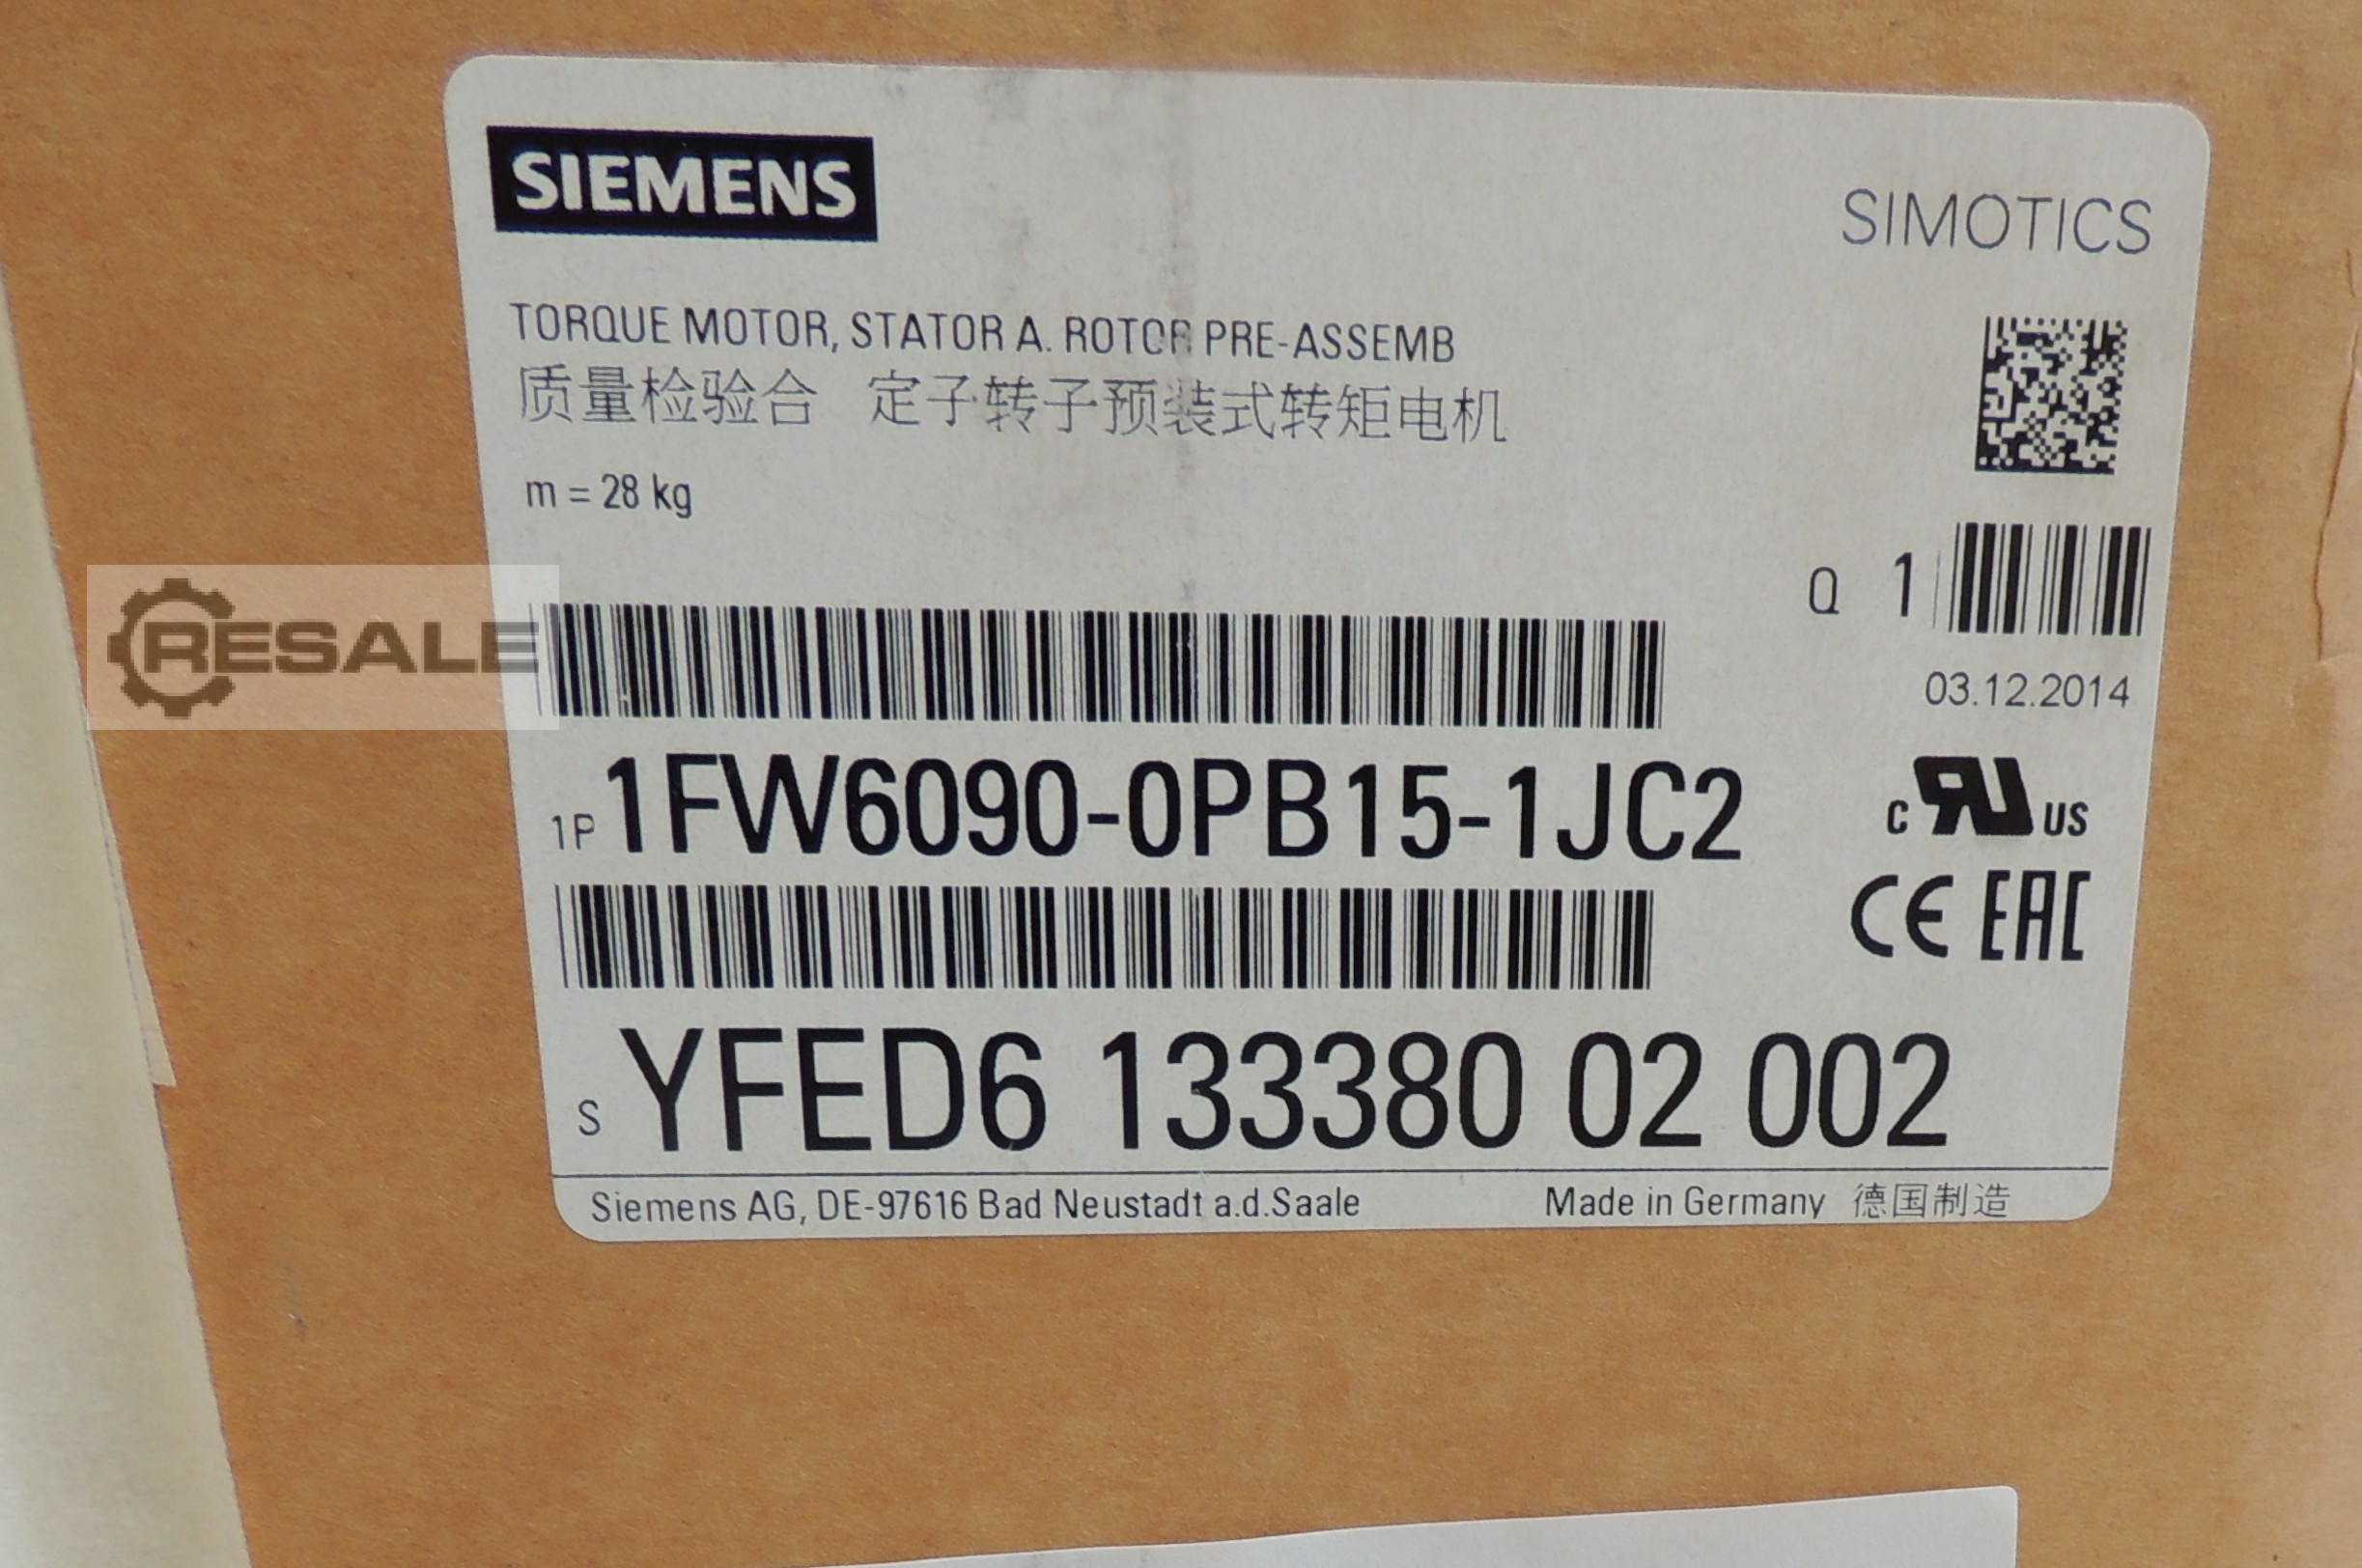 SIEMENS
SIMOTICS
TORQUE MOTOR, STATOR A. ROTOR PRE-ASSEMB
质量检验合 定子转子预装式转矩电机
m = 28 kg
Q 1
RESALE
03.12.2014
1P 1FW6090-0PB15-1JC2
c RU US
CE EAC
S YFED6 133380 02 002
Siemens AG, DE-97616 Bad Neustadt a.d.Saale Made in Germany 德国制造